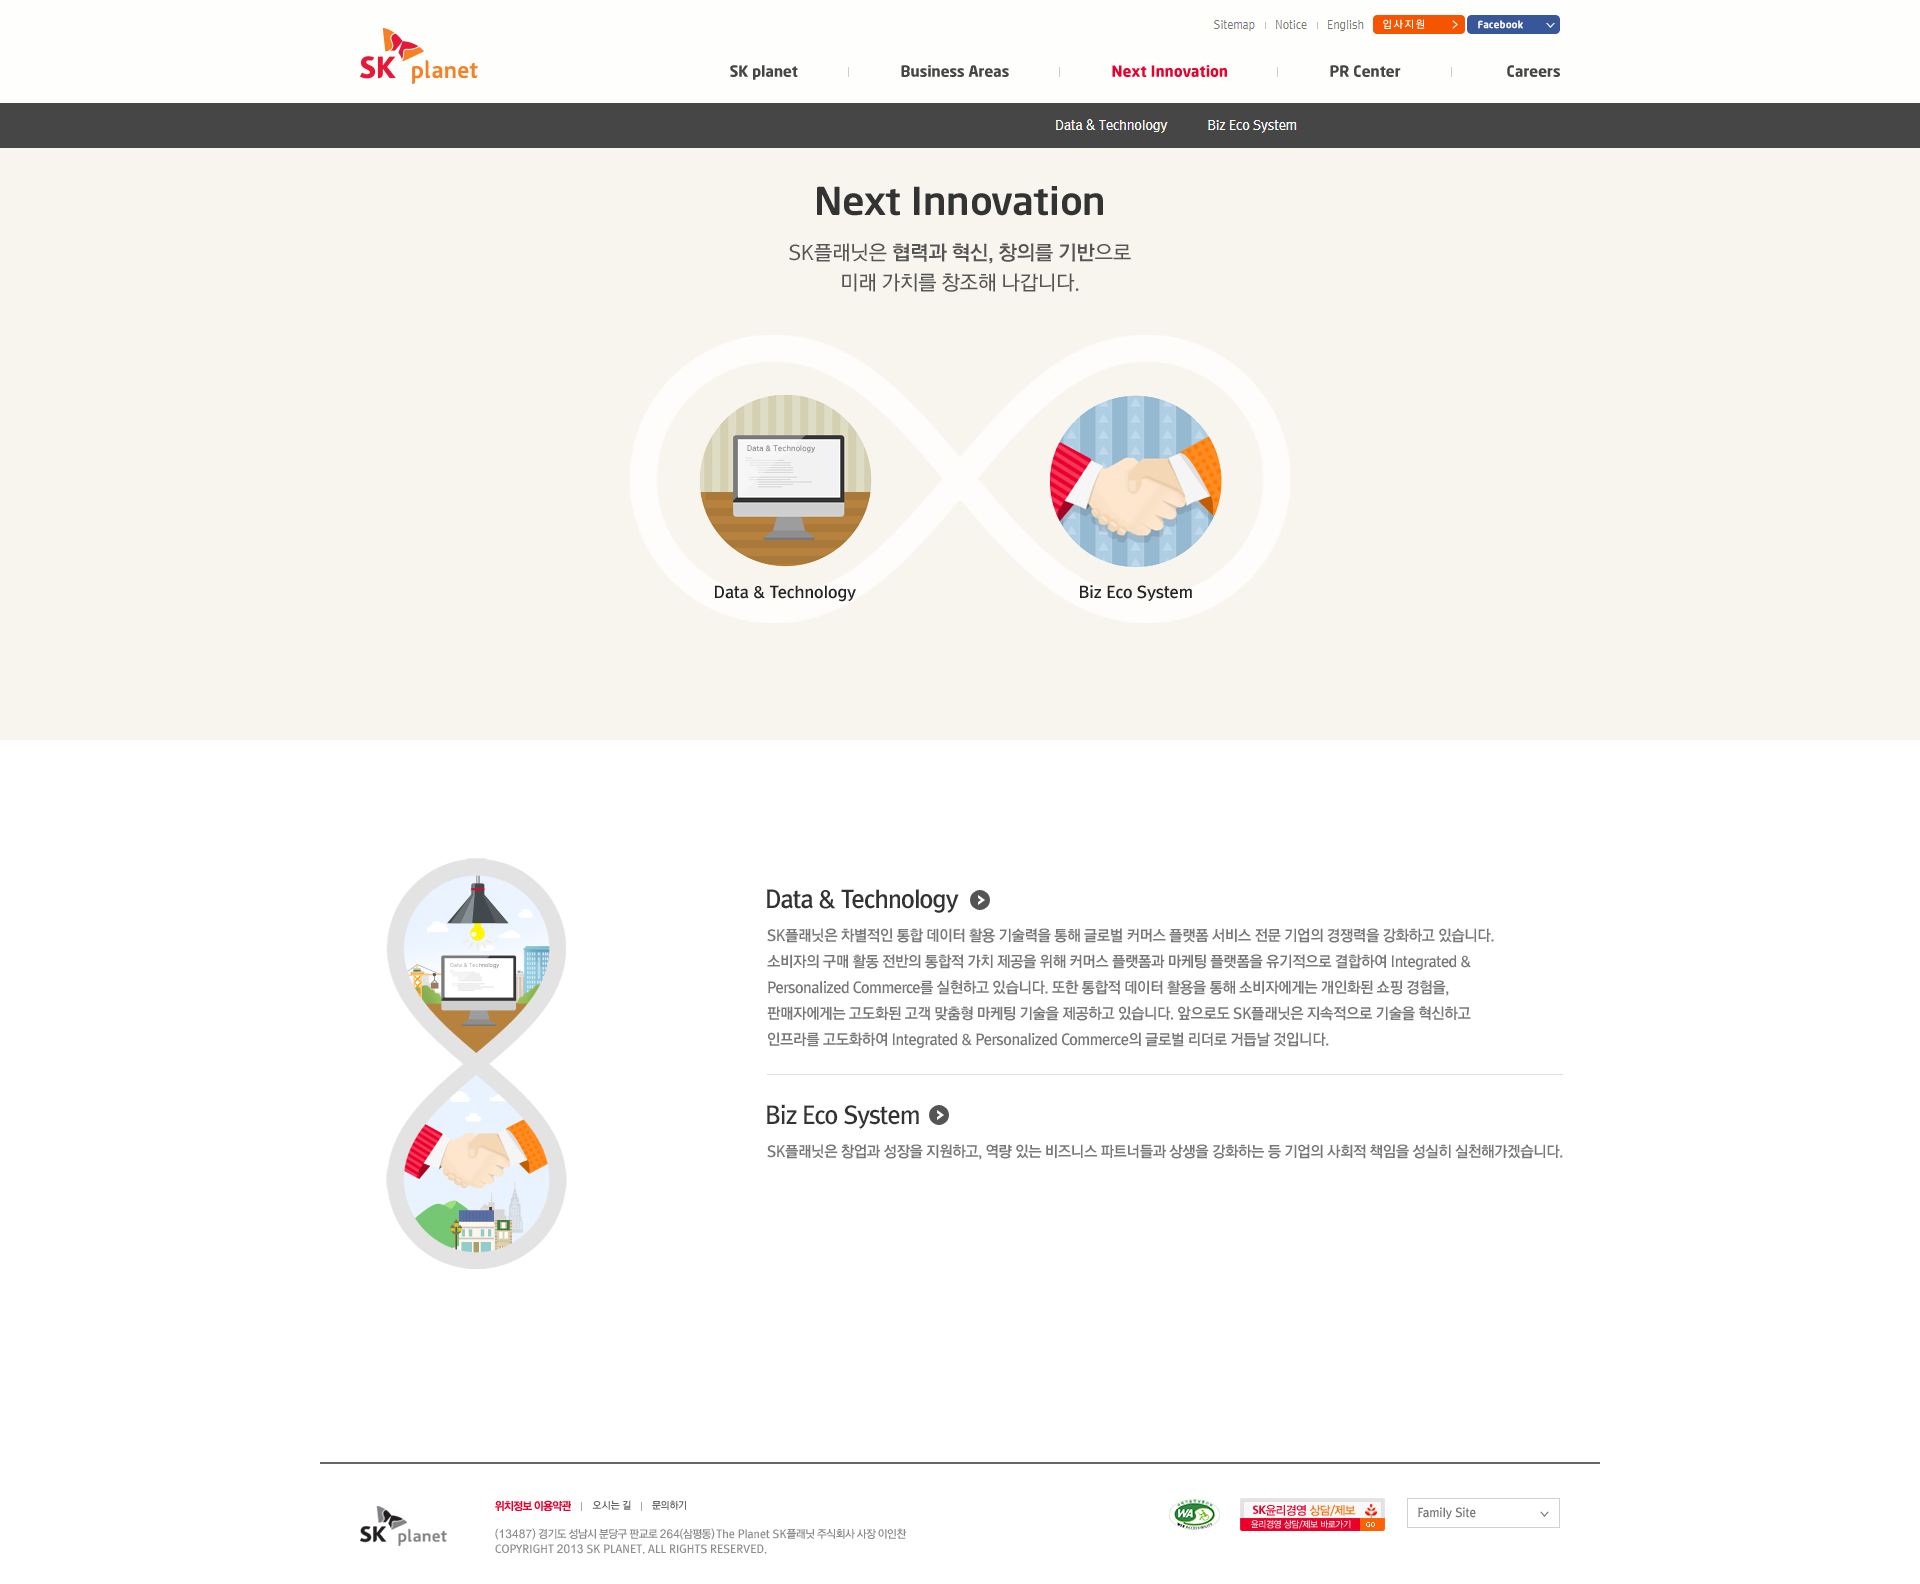 Sitemap
Notice
English
입사지원
Facebook
SK planet
SK planet
Business Areas
Next Innovation
PR Center
Careers
Data & Technology
Biz Eco System
Next Innovation
SK플래닛은 협력과 혁신, 창의를 기반으로
미래 가치를 창조해 나갑니다.
Data & Technology
Data & Technology
Biz Eco System
Data & Technology
Data & Technology
SK플래닛은 차별적인 통합 데이터 활용 기술력을 통해 글로벌 커머스 플랫폼 서비스 전문 기업의 경쟁력을 강화하고 있습니다.
소비자의 구매 활동 전반의 통합적 가치 제공을 위해 커머스 플랫폼과 마케팅 플랫폼을 유기적으로 결합하여 Integrated &
Personalized Commerce를 실현하고 있습니다. 또한 통합적 데이터 활용을 통해 소비자에게는 개인화된 쇼핑 경험을,
판매자에게는 고도화된 고객 맞춤형 마케팅 기술을 제공하고 있습니다. 앞으로도 SK플래닛은 지속적으로 기술을 혁신하고
인프라를 고도화하여 Integrated & Personalized Commerce의 글로벌 리더로 거듭날 것입니다.
Biz Eco System
SK플래닛은 창업과 성장을 지원하고, 역량 있는 비즈니스 파트너들과 상생을 강화하는 등 기업의 사회적 책임을 성실히 실천해가겠습니다.
SK planet
위치정보 이용약관
오시는 길
문의하기
(13487) 경기도 성남시 분당구 판교로 264(삼평동) The Planet SK플래닛 주식회사 사장 이인찬
COPYRIGHT 2013 SK PLANET. ALL RIGHTS RESERVED.
WA
SK윤리경영 상담/제보
윤리경영 상담/제보 바로가기 GO
Family Site